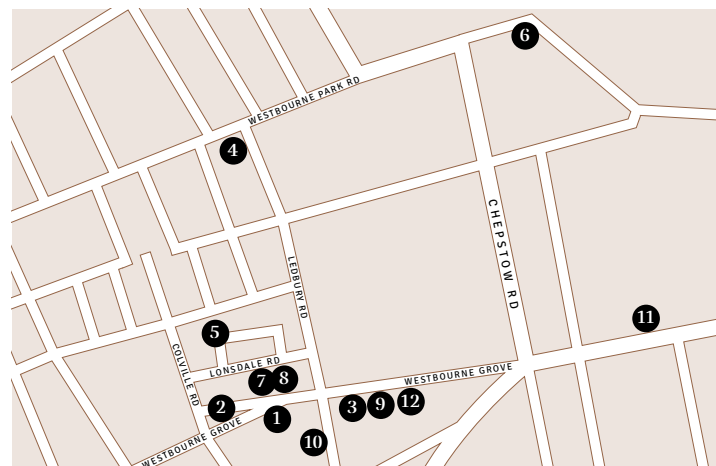 6
WESTBOURNE PARK RD
4
CHEPSTOW RD
LEDBURY RD
11
5
COLVILLE RD
LONSDALE RD
7
8
WESTBOURNE GROVE
2
3
9
12
1
WESTBOURNE GROVE
10